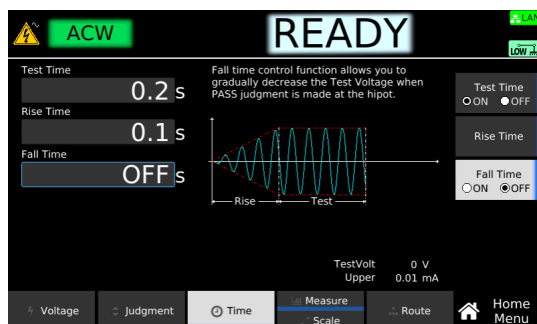 ACW
READY
LAN
LOW
Test Time
0.2 s
Rise Time
0.1 s
Fall Time
OFF s
Fall time control function allows you to
gradually decrease the Test Voltage when
PASS judgment is made at the hipot.
Rise
Test
TestVolt 0 V
Upper 0.01 mA
Test Time
ON OFF
Rise Time
Fall Time
ON OFF
Voltage
Judgment
Time
Measure
Scale
Route
Home
Menu